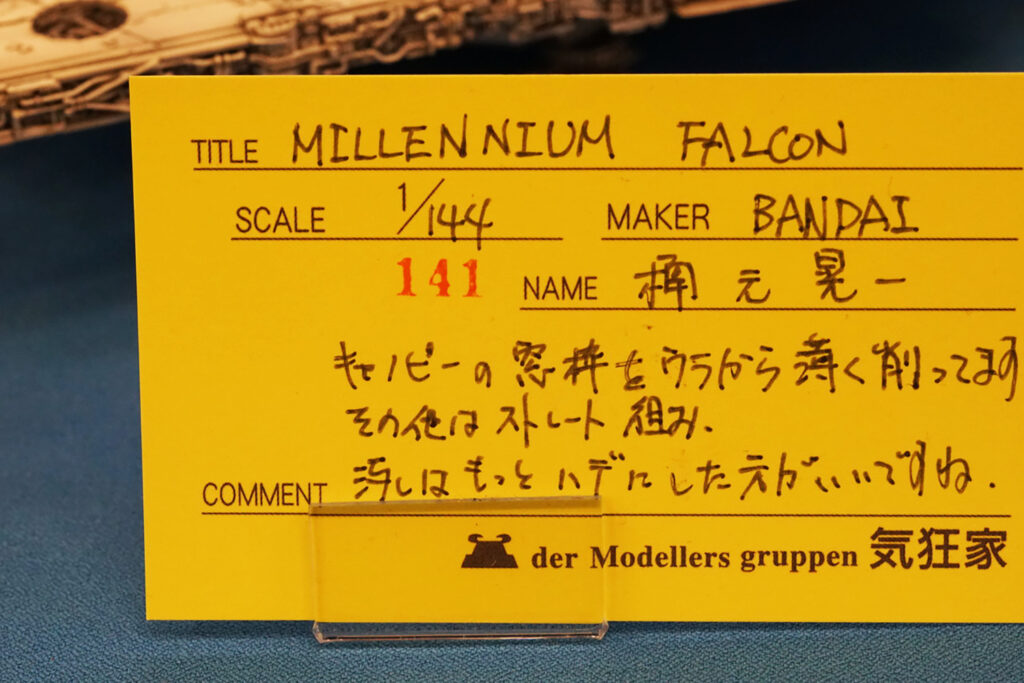 TITLE MILLENNIUM FALCON
SCALE 1/144 MAKER BANDAI
141 NAME 楠元晃一
キャノピーの窓枠をウラから薄く削ってます
その他はストレート組み.
COMMENT 汚しはもっとハデにした方がいいですね.
der Modellers gruppen 気狂家